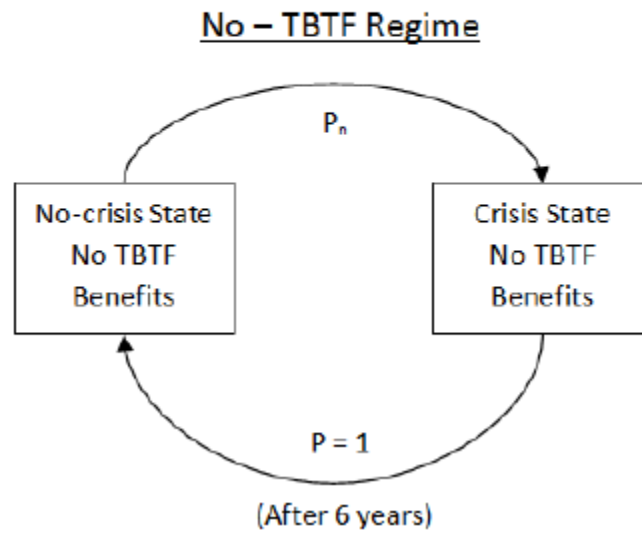 No – TBTF Regime
Pₙ
No-crisis State
No TBTF
Benefits
Crisis State
No TBTF
Benefits
P = 1
(After 6 years)